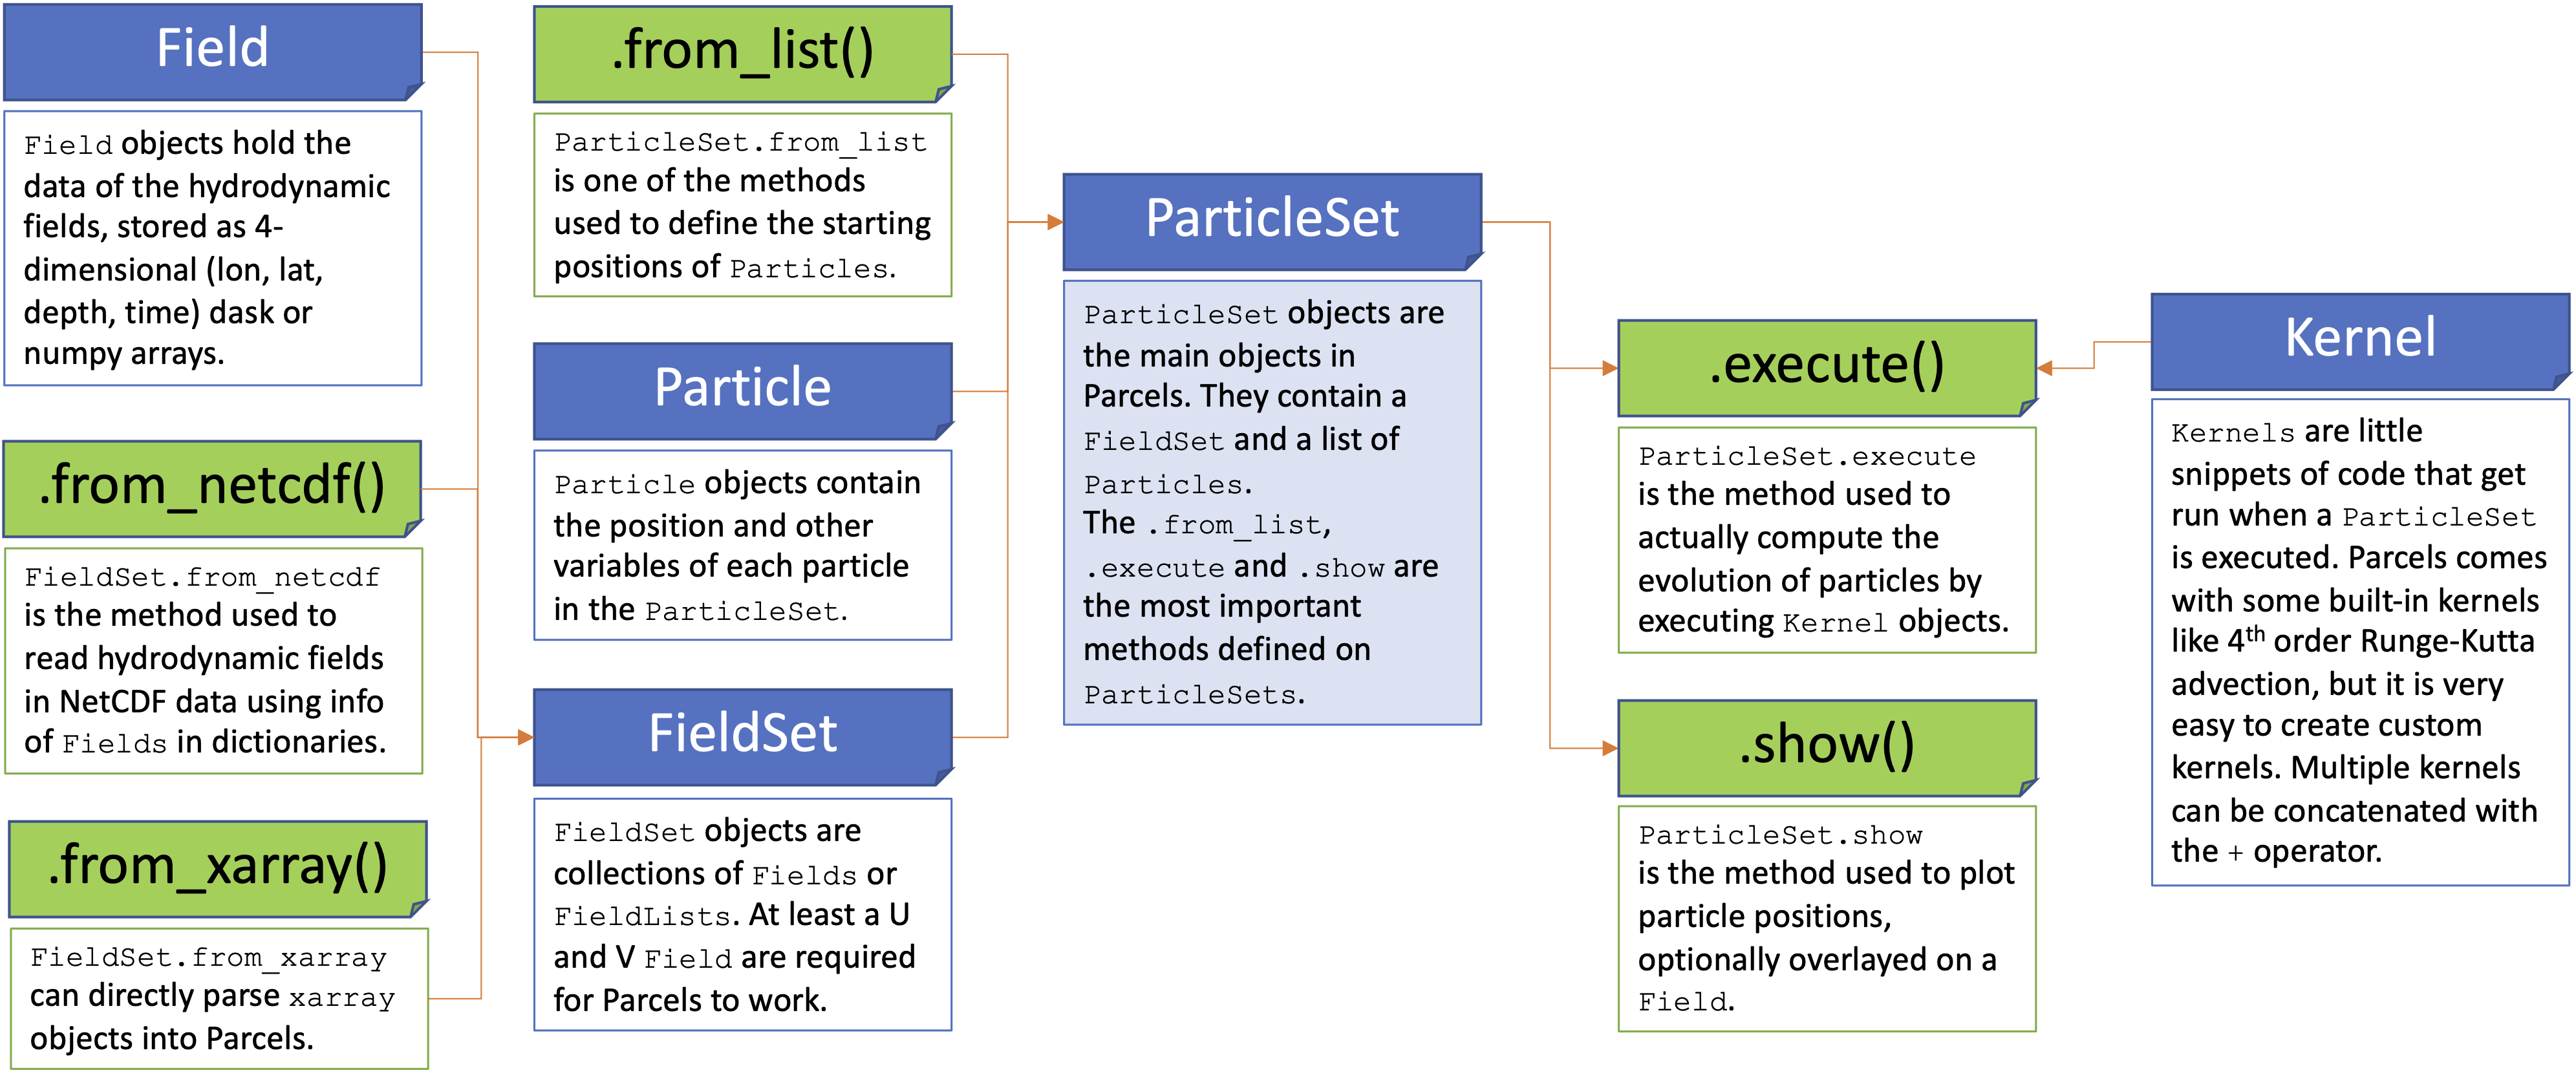 Field
Field objects hold the
data of the hydrodynamic
fields, stored as 4-
dimensional (lon, lat,
depth, time) dask or
numpy arrays.
.from_netcdf()
FieldSet.from_netcdf
is the method used to
read hydrodynamic fields
in NetCDF data using info
of Fields in dictionaries.
.from_xarray()
FieldSet.from_xarray
can directly parse xarray
objects into Parcels.
.from_list()
ParticleSet.from_list
is one of the methods
used to define the starting
positions of Particles.
Particle
Particle objects contain
the position and other
variables of each particle
in the ParticleSet.
FieldSet
FieldSet objects are
collections of Fields or
FieldLists. At least a U
and V Field are required
for Parcels to work.
ParticleSet
ParticleSet objects are
the main objects in
Parcels. They contain a
FieldSet and a list of
Particles.
The .from_list,
.execute and .show are
the most important
methods defined on
ParticleSets.
.execute()
ParticleSet.execute
is the method used to
actually compute the
evolution of particles by
executing Kernel objects.
.show()
ParticleSet.show
is the method used to plot
particle positions,
optionally overlayed on a
Field.
Kernel
Kernels are little
snippets of code that get
run when a ParticleSet
is executed. Parcels comes
with some built-in kernels
like 4th order Runge-Kutta
advection, but it is very
easy to create custom
kernels. Multiple kernels
can be concatenated with
the + operator.